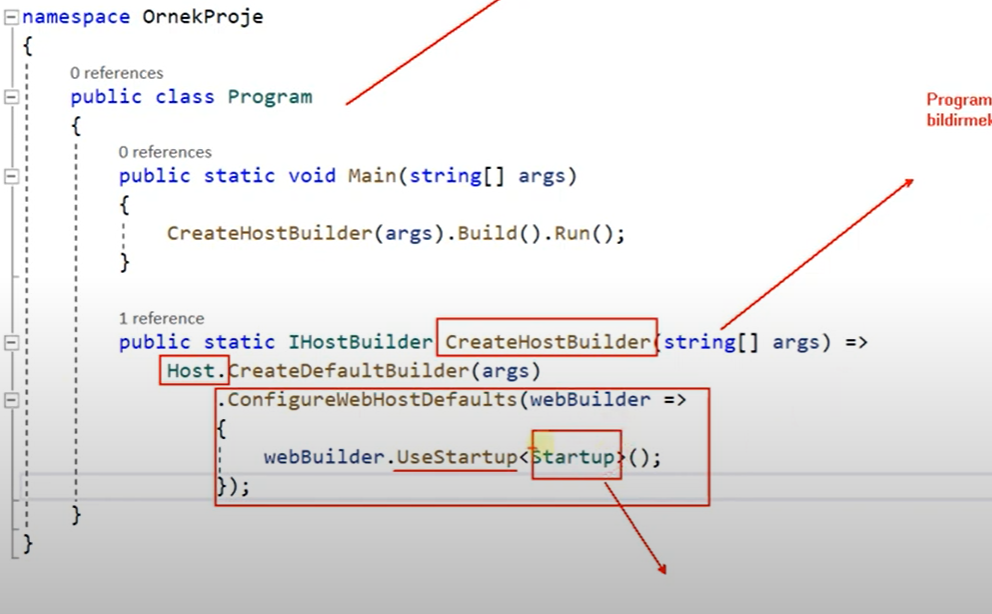 namespace OrnekProje
{
0 references
public class Program
{
0 references
public static void Main(string[] args)
{
CreateHostBuilder(args).Build().Run();
}
1 reference
public static IHostBuilder CreateHostBuilder(string[] args) =>
Host.CreateDefaultBuilder(args)
.ConfigureWebHostDefaults(webBuilder =>
{
webBuilder.UseStartup<Startup>();
});
}
}
Program